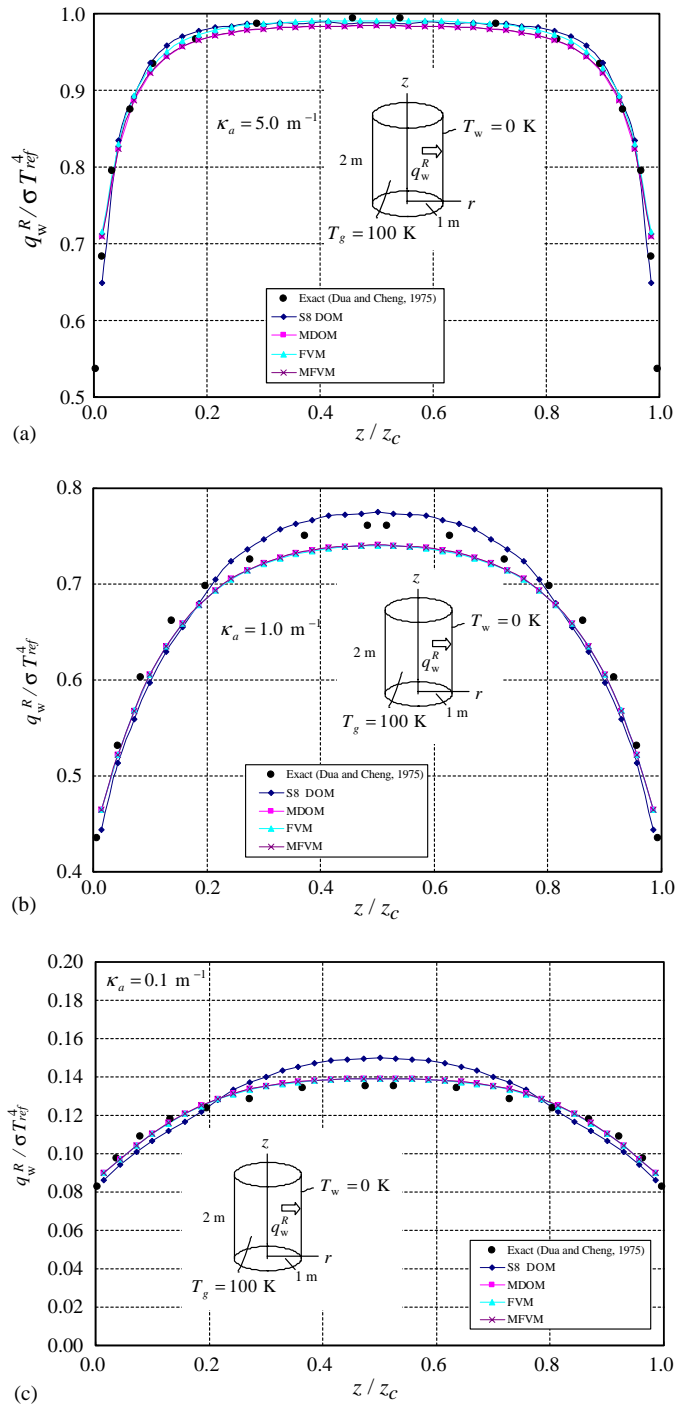 1.0
0.9
0.8
0.7
0.6
0.5
0.0 0.2 0.4 0.6 0.8 1.0
q_w^R / σ T_ref^4
z / z_c
κ_a = 5.0 m⁻¹
z
T_w = 0 K
2 m
q_w^R
r
1 m
T_g = 100 K
Exact (Dua and Cheng, 1975)
S8 DOM
MDOM
FVM
MFVM
(a)
0.8
0.7
0.6
0.5
0.4
0.0 0.2 0.4 0.6 0.8 1.0
q_w^R / σ T_ref^4
z / z_c
κ_a = 1.0 m⁻¹
z
T_w = 0 K
2 m
q_w^R
r
1 m
T_g = 100 K
Exact (Dua and Cheng, 1975)
S8 DOM
MDOM
FVM
MFVM
(b)
0.20
0.18
0.16
0.14
0.12
0.10
0.08
0.06
0.04
0.02
0.00
0.0 0.2 0.4 0.6 0.8 1.0
q_w^R / σ T_ref^4
z / z_c
κ_a = 0.1 m⁻¹
z
T_w = 0 K
2 m
q_w^R
r
1 m
T_g = 100 K
Exact (Dua and Cheng, 1975)
S8 DOM
MDOM
FVM
MFVM
(c)